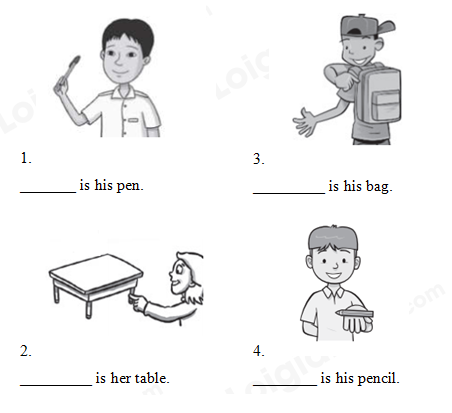 1.
________ is his pen.
3.
__________ is his bag.
2.
__________ is her table.
4.
_________ is his pencil.